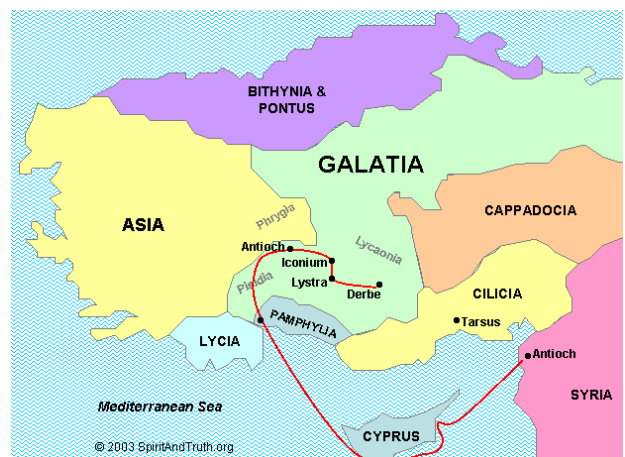 BITHYNIA &
PONTUS
GALATIA
CAPPADOCIA
Phrygia
ASIA
Antioch
Lycaonia
Iconium
Pisidia
Lystra
Derbe
CILICIA
PAMPHYLIA
Tarsus
LYCIA
Antioch
SYRIA
Mediterranean Sea
CYPRUS
© 2003 SpiritAndTruth.org